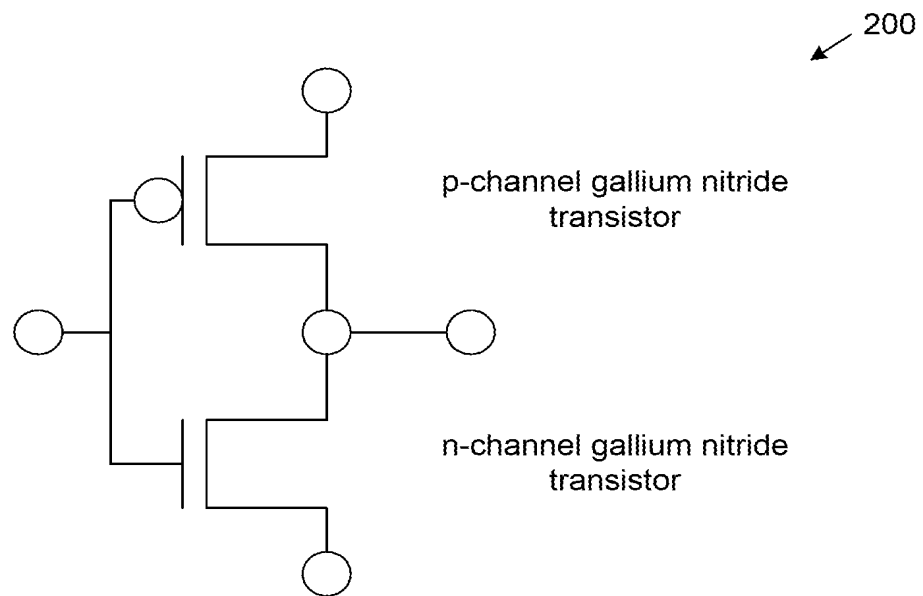 200
p-channel gallium nitride
transistor
n-channel gallium nitride
transistor